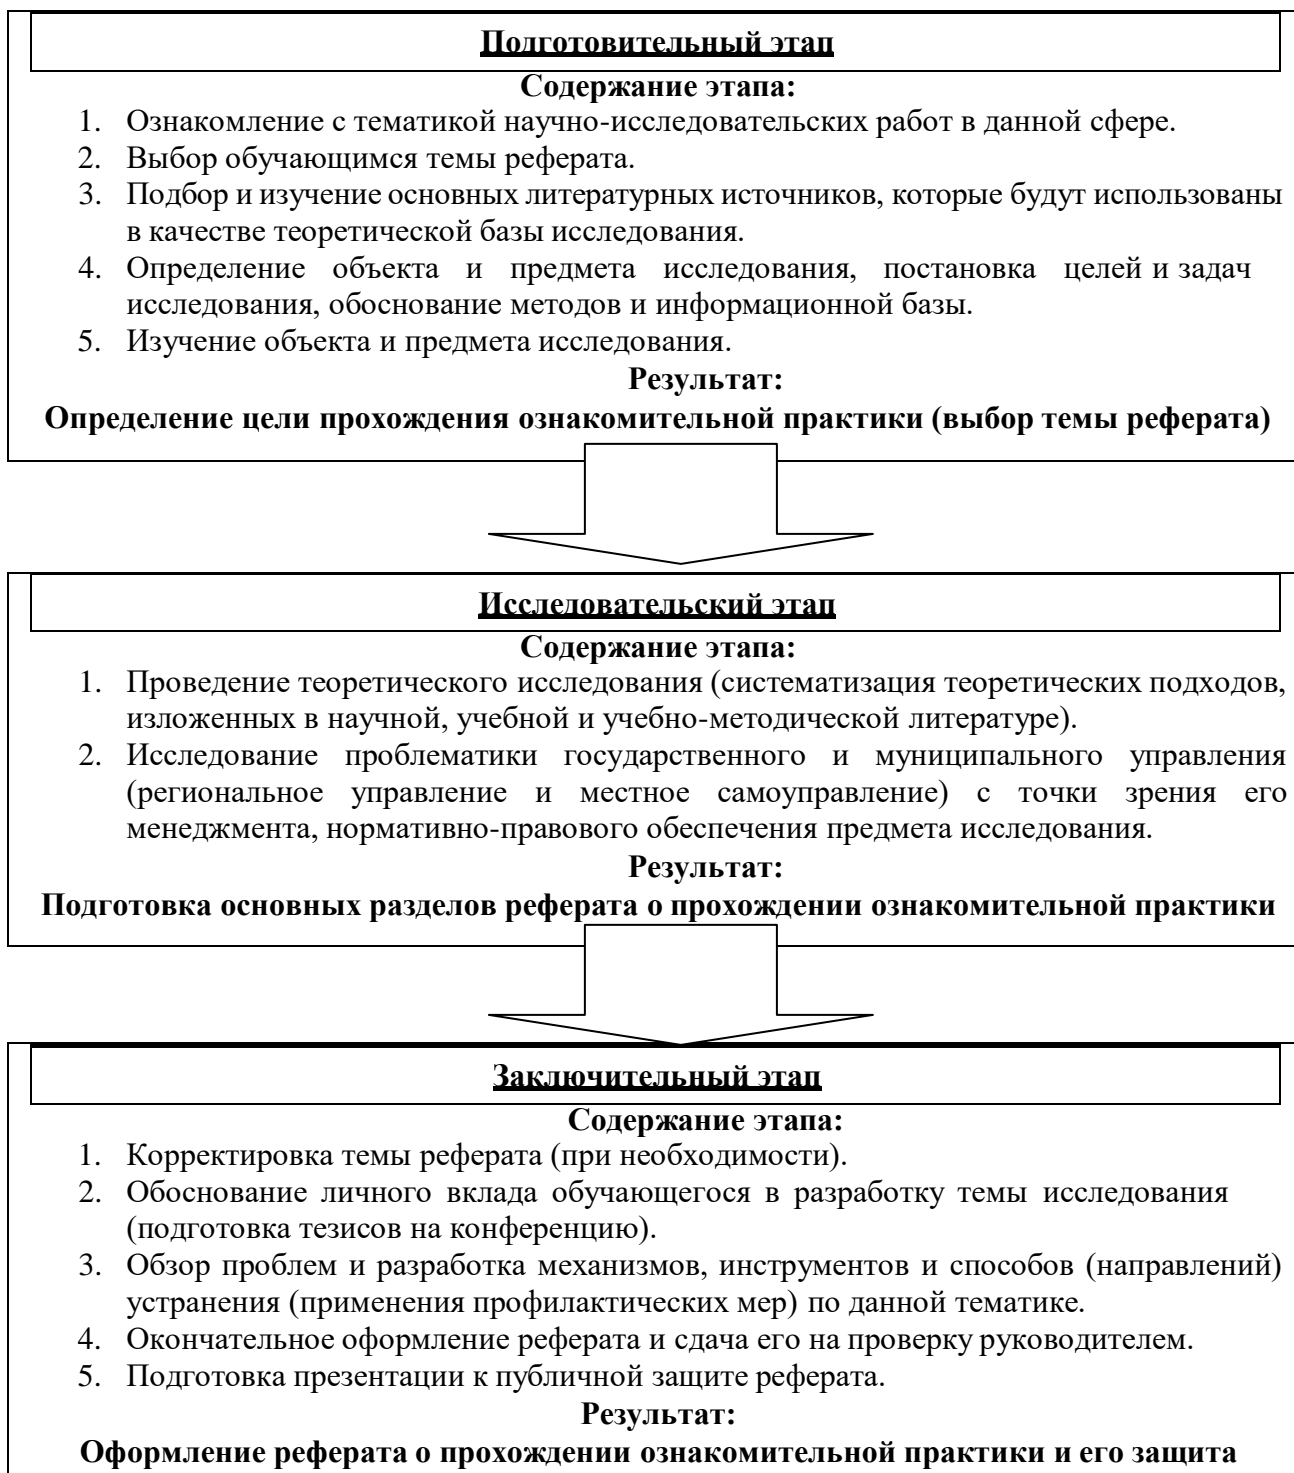 Подготовительный этап
Содержание этапа:
1. Ознакомление с тематикой научно-исследовательских работ в данной сфере.
2. Выбор обучающимся темы реферата.
3. Подбор и изучение основных литературных источников, которые будут использованы
в качестве теоретической базы исследования.
4. Определение объекта и предмета исследования, постановка целей и задач
исследования, обоснование методов и информационной базы.
5. Изучение объекта и предмета исследования.
Результат:
Определение цели прохождения ознакомительной практики (выбор темы реферата)
Исследовательский этап
Содержание этапа:
1. Проведение теоретического исследования (систематизация теоретических подходов,
изложенных в научной, учебной и учебно-методической литературе).
2. Исследование проблематики государственного и муниципального управления
(региональное управление и местное самоуправление) с точки зрения его
менеджмента, нормативно-правового обеспечения предмета исследования.
Результат:
Подготовка основных разделов реферата о прохождении ознакомительной практики
Заключительный этап
Содержание этапа:
1. Корректировка темы реферата (при необходимости).
2. Обоснование личного вклада обучающегося в разработку темы исследования
(подготовка тезисов на конференцию).
3. Обзор проблем и разработка механизмов, инструментов и способов (направлений)
устранения (применения профилактических мер) по данной тематике.
4. Окончательное оформление реферата и сдача его на проверку руководителем.
5. Подготовка презентации к публичной защите реферата.
Результат:
Оформление реферата о прохождении ознакомительной практики и его защита